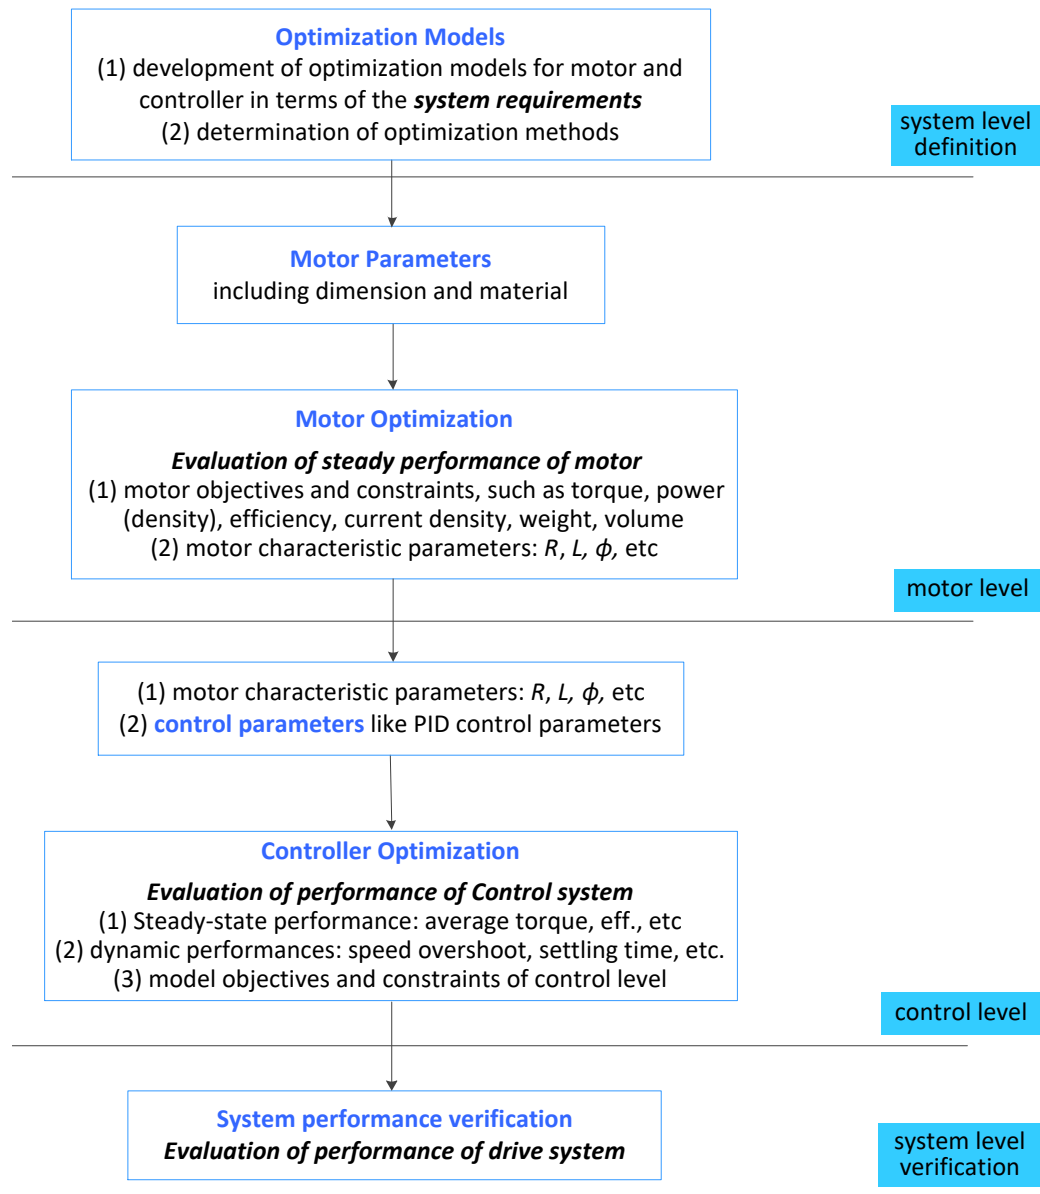 Optimization Models
(1) development of optimization models for motor and
controller in terms of the system requirements
(2) determination of optimization methods
system level
definition
Motor Parameters
including dimension and material
Motor Optimization
Evaluation of steady performance of motor
(1) motor objectives and constraints, such as torque, power
(density), efficiency, current density, weight, volume
(2) motor characteristic parameters: R, L, ϕ, etc
motor level
(1) motor characteristic parameters: R, L, ϕ, etc
(2) control parameters like PID control parameters
Controller Optimization
Evaluation of performance of Control system
(1) Steady-state performance: average torque, eff., etc
(2) dynamic performances: speed overshoot, settling time, etc.
(3) model objectives and constraints of control level
control level
System performance verification
Evaluation of performance of drive system
system level
verification